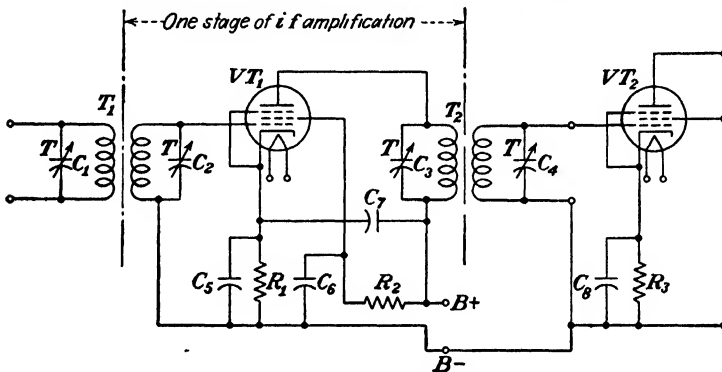 One stage of i f amplification
VT1
VT2
T1
T2
T C1
T C2
T C3
T C4
C7
C5
R1
C6
R2
B+
C8
R3
B-